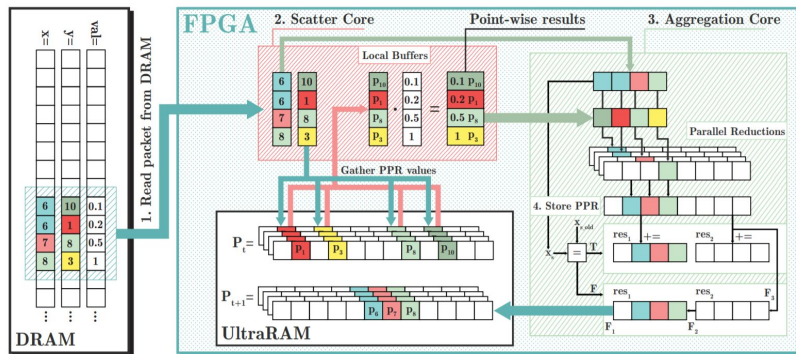 x=
y=
val=
6
10
0.1
6
1
0.2
7
8
0.5
8
3
1
...
...
...
DRAM
1. Read packet from DRAM
FPGA
2. Scatter Core
Local Buffers
Point-wise results
6
10
6
1
7
8
8
3
p10
p1
p8
p3
·
0.1
0.2
0.5
1
=
0.1 p10
0.2 p1
0.5 p8
1 p3
Gather PPR values
Pt=
p1
p3
p8
p10
Pt+1=
p6
p7
p8
UltraRAM
3. Aggregation Core
Parallel Reductions
4. Store PPR
xs_old
xs
=
T
F
res1
+=
res2
+=
res1
res2
F1
F2
F3